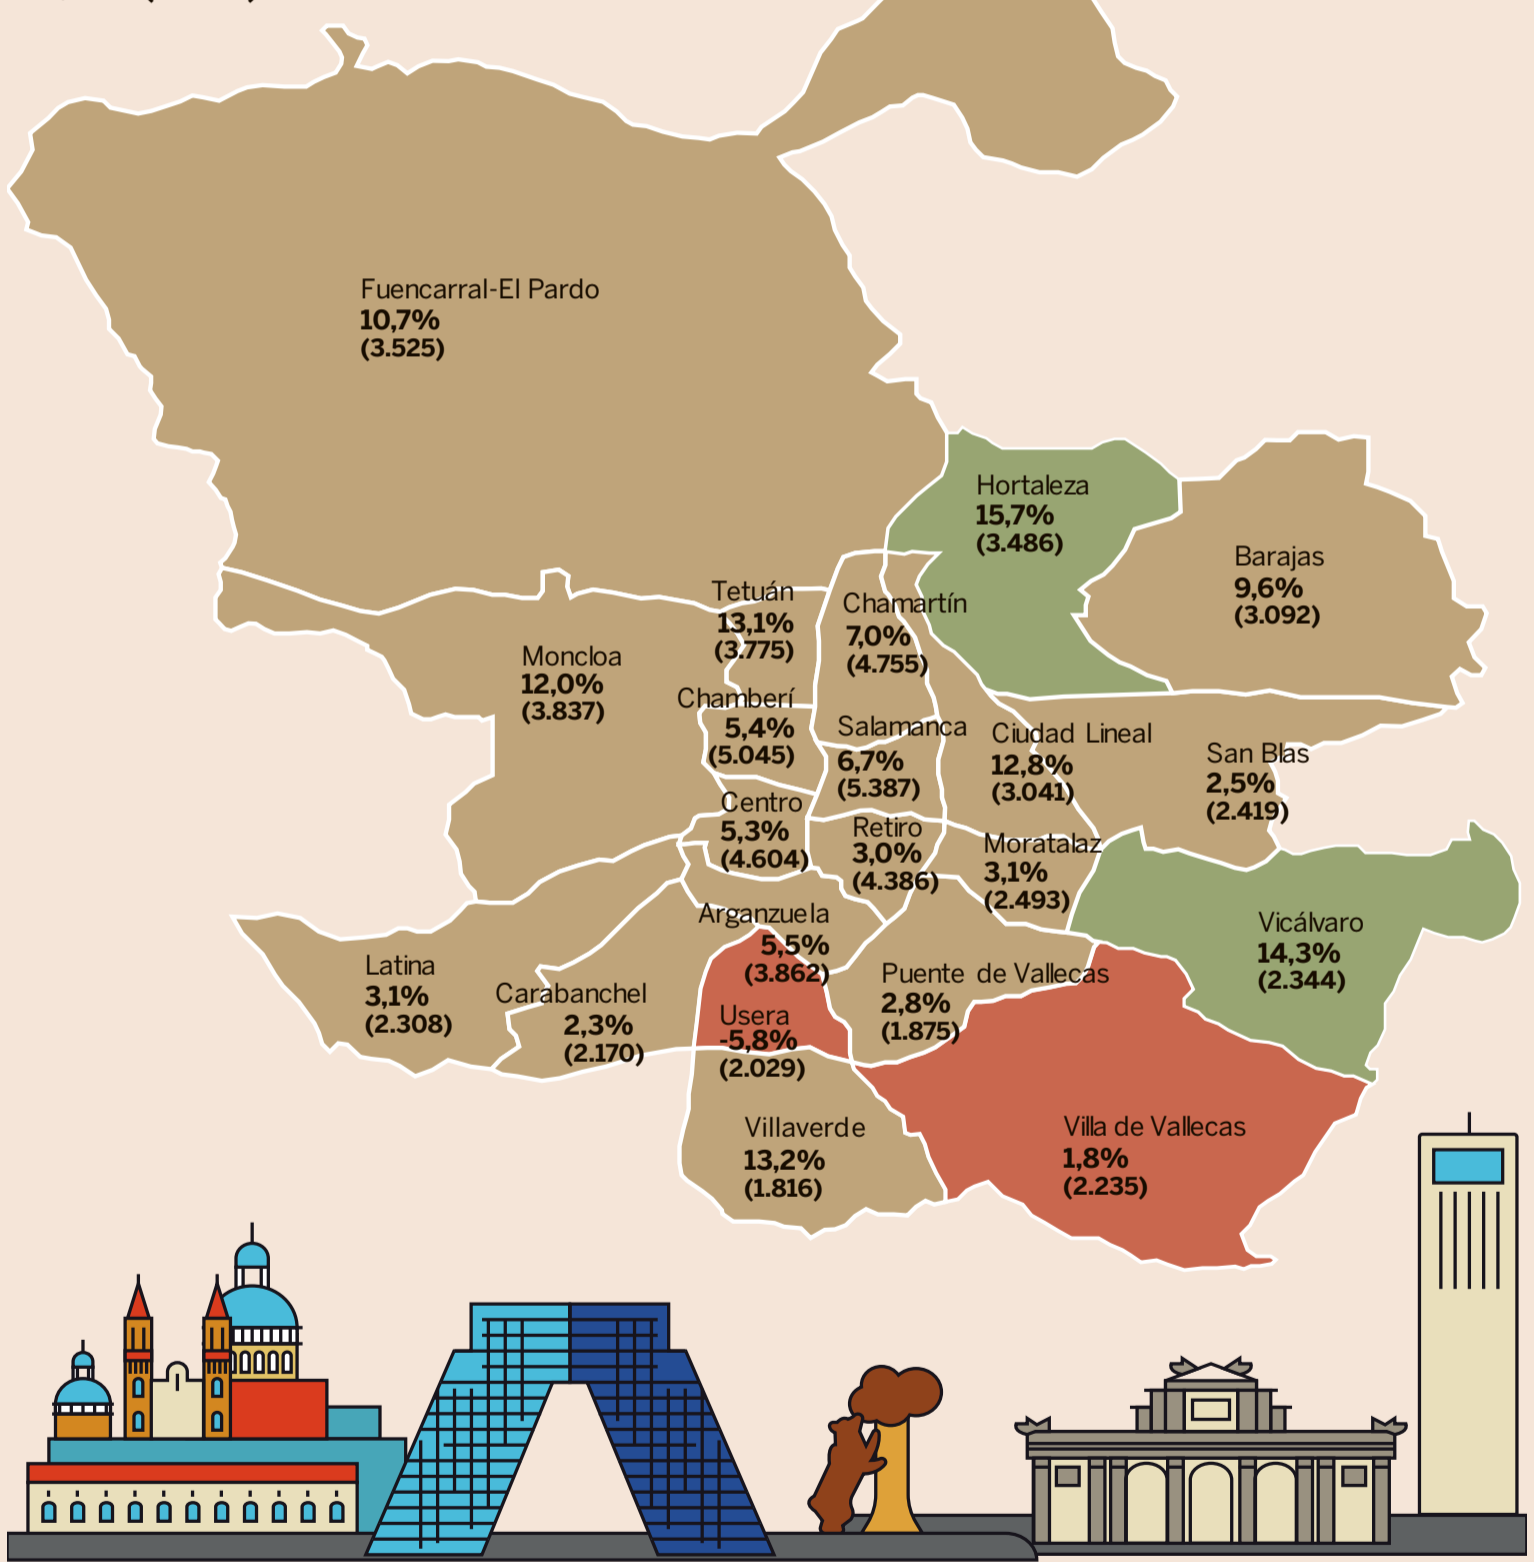 Fuencarral-El Pardo
10,7%
(3.525)
Hortaleza
15,7%
(3.486)
Barajas
9,6%
(3.092)
Tetuán
13,1%
(3.775)
Chamartín
7,0%
(4.755)
Moncloa
12,0%
(3.837)
Chamberí
5,4%
(5.045)
Salamanca
6,7%
(5.387)
Ciudad Lineal
12,8%
(3.041)
San Blas
2,5%
(2.419)
Centro
5,3%
(4.604)
Retiro
3,0%
(4.386)
Moratalaz
3,1%
(2.493)
Arganzuela
5,5%
(3.862)
Vicálvaro
14,3%
(2.344)
Latina
3,1%
(2.308)
Carabanchel
2,3%
(2.170)
Puente de Vallecas
2,8%
(1.875)
Usera
-5,8%
(2.029)
Villaverde
13,2%
(1.816)
Villa de Vallecas
1,8%
(2.235)